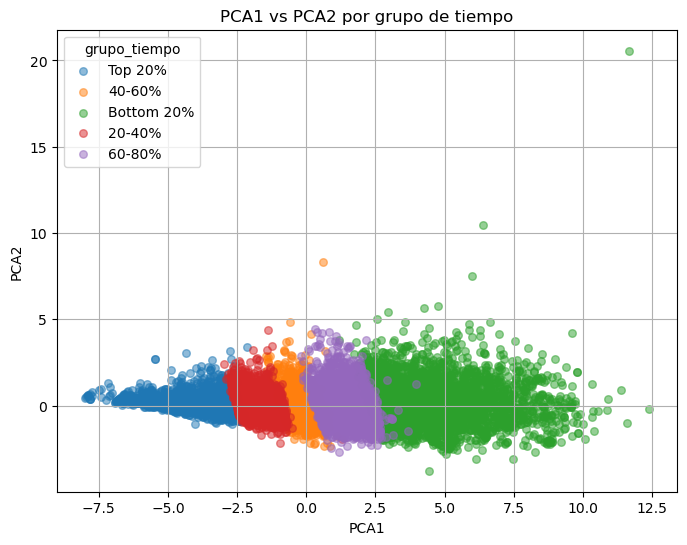 PCA1 vs PCA2 por grupo de tiempo
grupo_tiempo
Top 20%
40-60%
Bottom 20%
20-40%
60-80%
PCA2
20
15
10
5
0
−7.5 −5.0 −2.5 0.0 2.5 5.0 7.5 10.0 12.5
PCA1